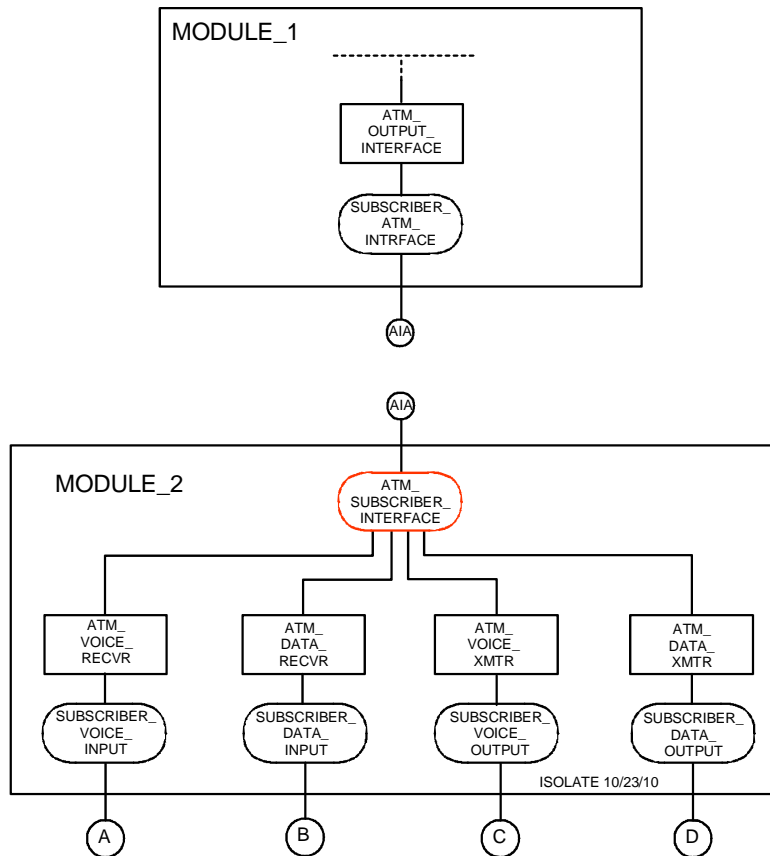 MODULE_1
ATM_
OUTPUT_
INTERFACE
SUBSCRIBER_
ATM_
INTRFACE
AIA
AIA
MODULE_2
ATM_
SUBSCRIBER_
INTERFACE
ATM_
VOICE_
RECVR
ATM_
DATA_
RECVR
ATM_
VOICE_
XMTR
ATM_
DATA_
XMTR
SUBSCRIBER_
VOICE_
INPUT
SUBSCRIBER_
DATA_
INPUT
SUBSCRIBER_
VOICE_
OUTPUT
SUBSCRIBER_
DATA_
OUTPUT
ISOLATE 10/23/10
A
B
C
D